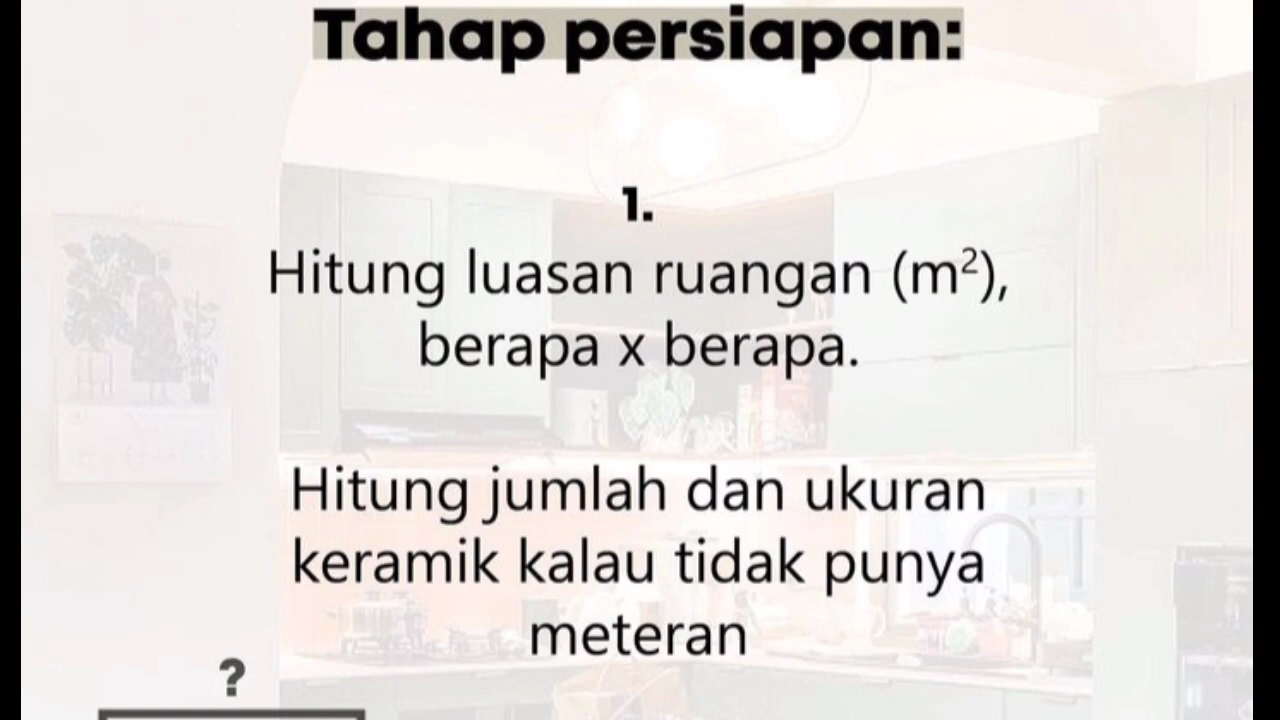 Tahap persiapan:
1.
Hitung luasan ruangan (m²),
berapa x berapa.
Hitung jumlah dan ukuran
keramik kalau tidak punya
meteran
?